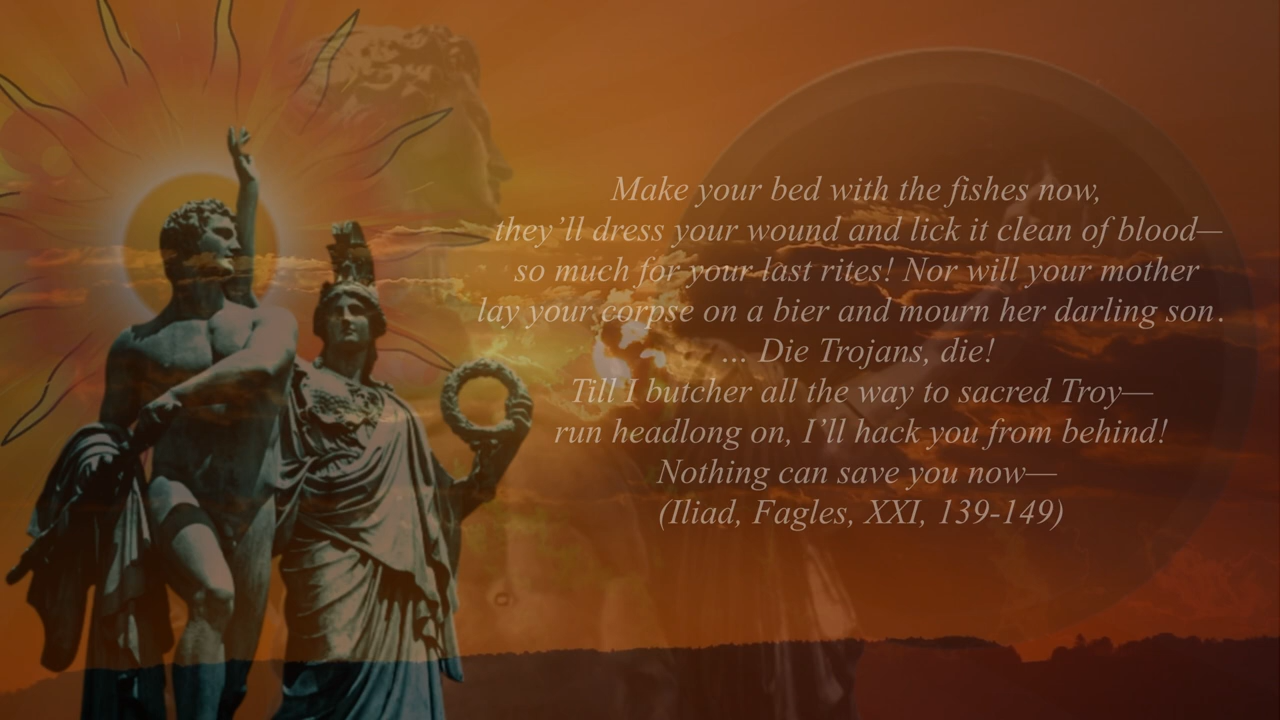 Make your bed with the fishes now,
they’ll dress your wound and lick it clean of blood—
so much for your last rites! Nor will your mother
lay your corpse on a bier and mourn her darling son.
... Die Trojans, die!
Till I butcher all the way to sacred Troy—
run headlong on, I’ll hack you from behind!
Nothing can save you now—
(Iliad, Fagles, XXI, 139-149)